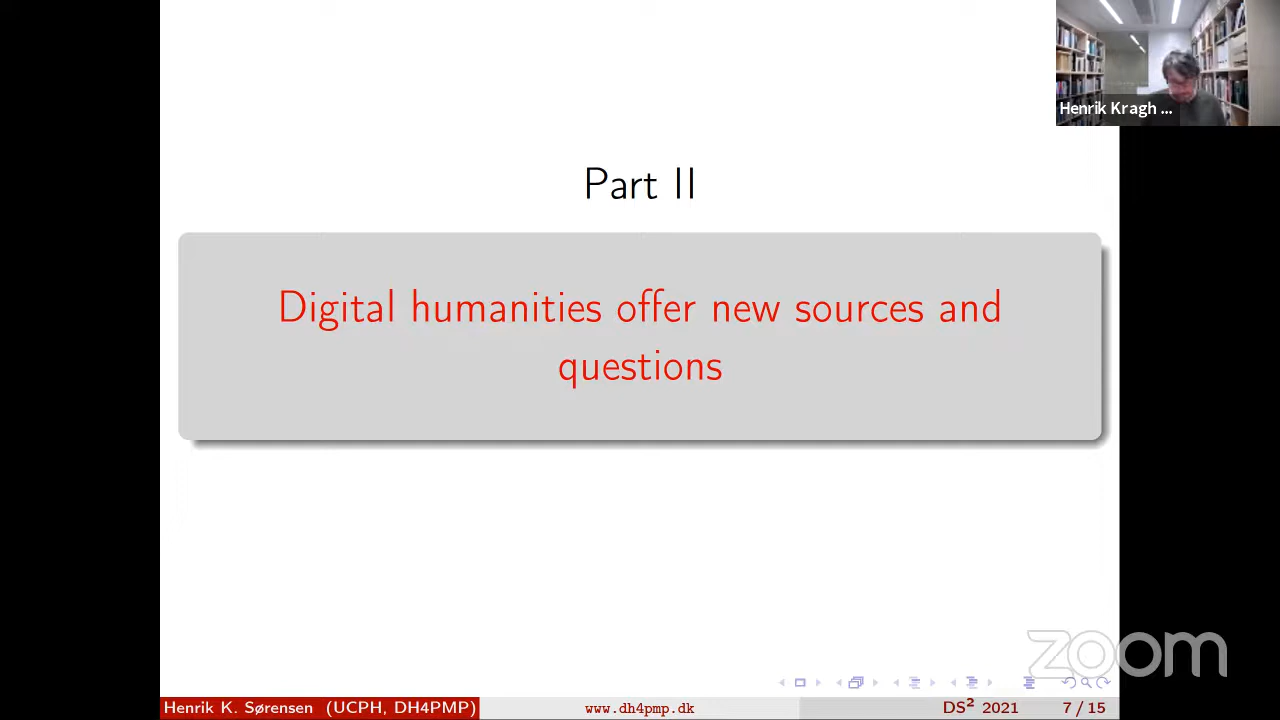 Henrik Kragh ...
Part II
Digital humanities offer new sources and
questions
zoom
Henrik K. Sørensen (UCPH, DH4PMP)
www.dh4pmp.dk
DS² 2021
7 / 15